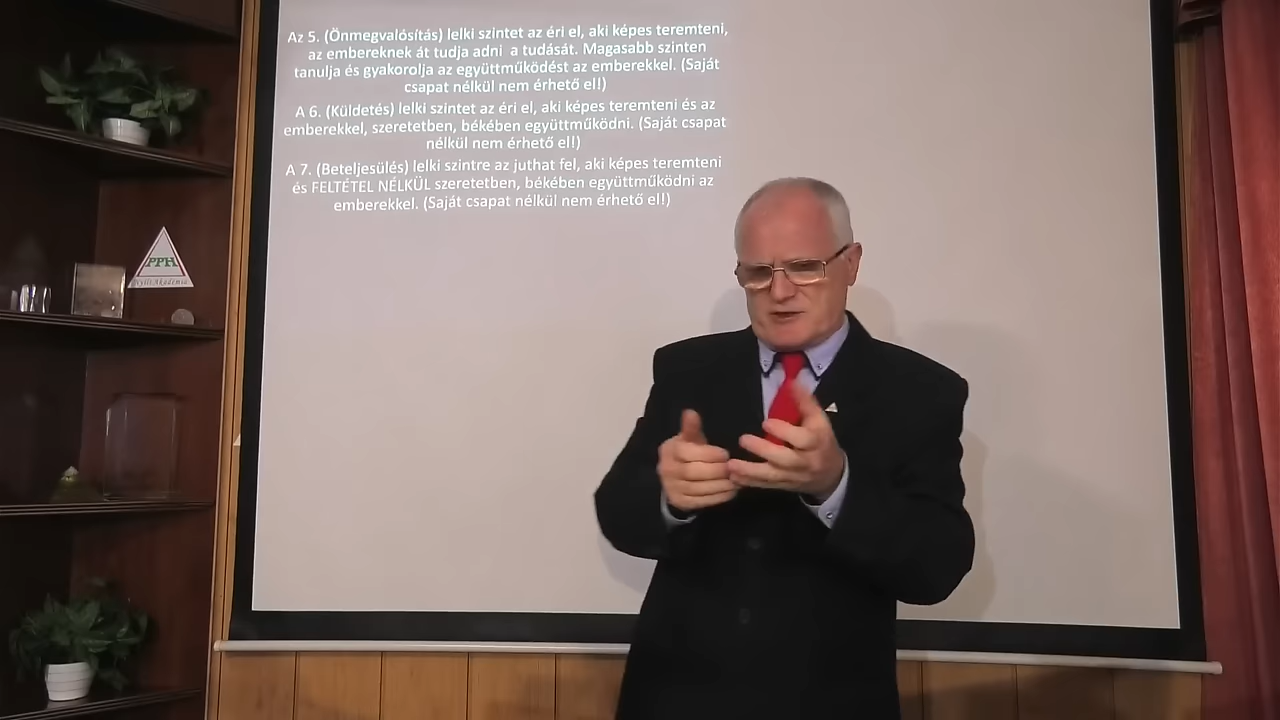 Az 5. (Önmegvalósítás) lelki szintet az éri el, aki képes teremteni,
az embereknek át tudja adni a tudását. Magasabb szinten
tanulja és gyakorolja az együttműködést az emberekkel. (Saját
csapat nélkül nem érhető el!)
A 6. (Küldetés) lelki szintet az éri el, aki képes teremteni és az
emberekkel, szeretetben, békében együttműködni. (Saját csapat
nélkül nem érhető el!)
A 7. (Beteljesülés) lelki szintre az juthat fel, aki képes teremteni
és FELTÉTEL NÉLKÜL szeretetben, békében együttműködni az
emberekkel. (Saját csapat nélkül nem érhető el!)
PPH
Nyílt Akadémia